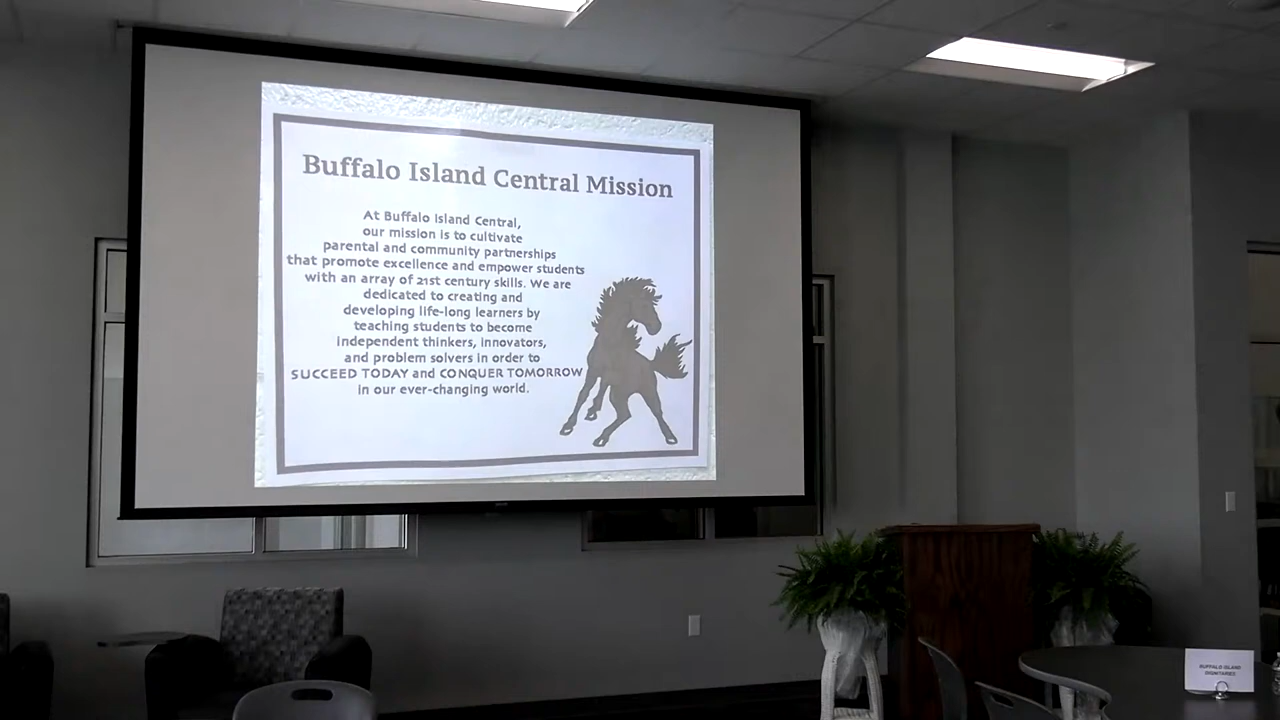 Buffalo Island Central Mission
At Buffalo Island Central,
our mission is to cultivate
parental and community partnerships
that promote excellence and empower students
with an array of 21st century skills. We are
dedicated to creating and
developing life-long learners by
teaching students to become
independent thinkers, innovators,
and problem solvers in order to
SUCCEED TODAY and CONQUER TOMORROW
in our ever-changing world.
BUFFALO ISLAND
DIGNITARIES